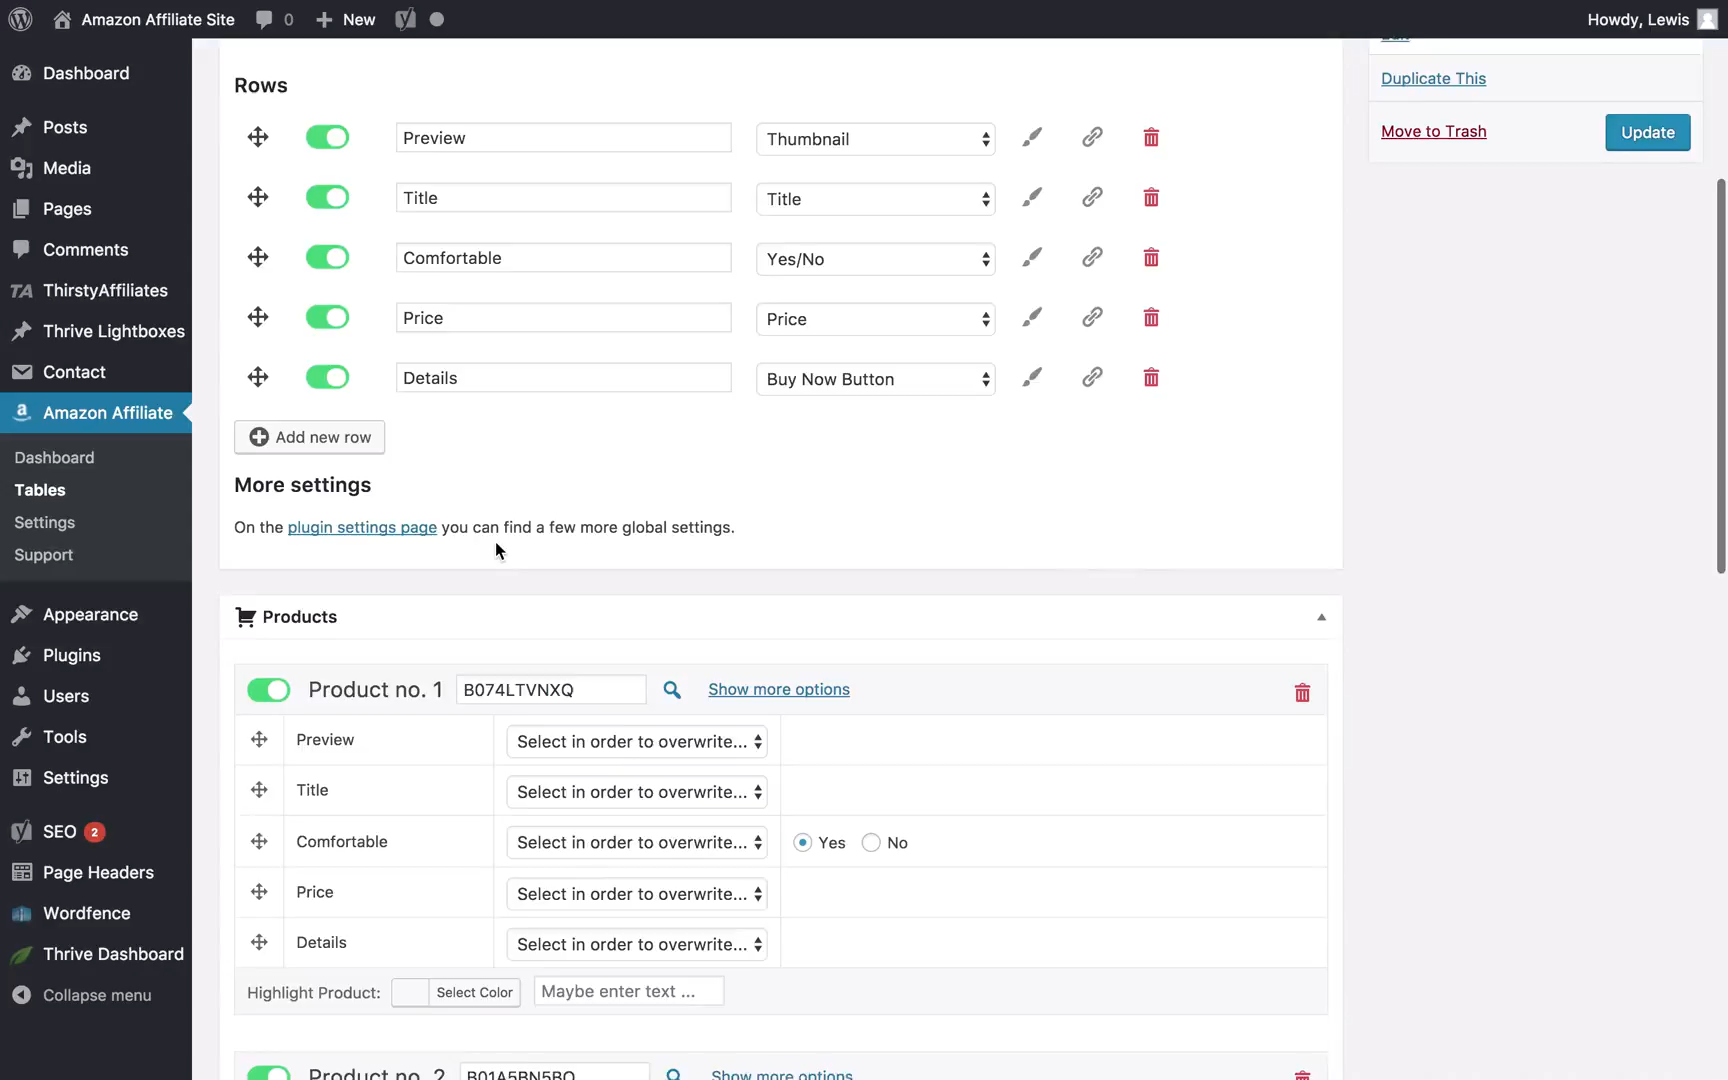 Amazon Affiliate Site
0
New
Howdy, Lewis
Dashboard
Posts
Media
Pages
Comments
TA ThirstyAffiliates
Thrive Lightboxes
Contact
Amazon Affiliate
Dashboard
Tables
Settings
Support
Appearance
Plugins
Users
Tools
Settings
SEO 2
Page Headers
Wordfence
Thrive Dashboard
Collapse menu
Rows
Preview Thumbnail
Title Title
Comfortable Yes/No
Price Price
Details Buy Now Button
Add new row
More settings
On the plugin settings page you can find a few more global settings.
Products
Product no. 1 B074LTVNXQ Show more options
Preview Select in order to overwrite...
Title Select in order to overwrite...
Comfortable Select in order to overwrite... Yes No
Price Select in order to overwrite...
Details Select in order to overwrite...
Highlight Product: Select Color Maybe enter text ...
Product no. 2 B01A5BN5BO Show more options
Edit
Duplicate This
Move to Trash
Update